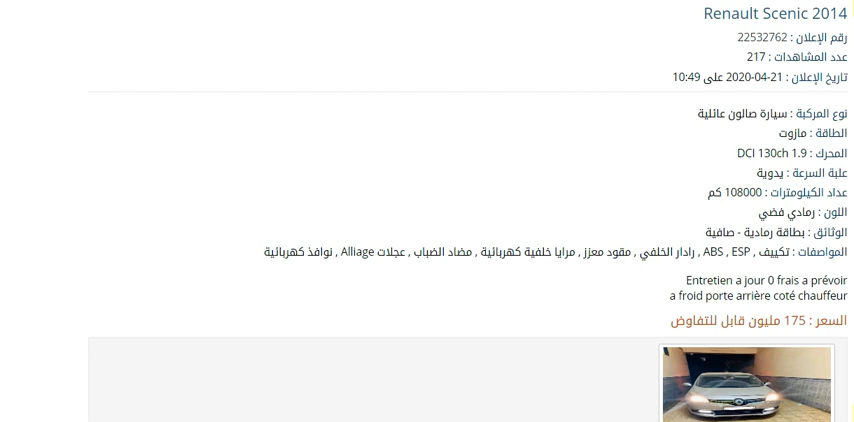 Renault Scenic 2014
رقم الإعلان : 22532762
عدد المشاهدات : 217
تاريخ الإعلان : 21-04-2020 على 10:49
نوع المركبة : سيارة صالون عائلية
الطاقة : مازوت
المحرك : 1.9 DCI 130ch
علبة السرعة : يدوية
عداد الكيلومترات : 108000 كم
اللون : رمادي فضي
الوثائق : بطاقة رمادية - صافية
المواصفات : تكييف , ABS , ESP , رادار الخلفي , مقود معزز , مرايا خلفية كهربائية , مضاد الضباب , عجلات Alliage , نوافذ كهربائية
Entretien a jour 0 frais a prévoir
a froid porte arrière coté chauffeur
السعر : 175 مليون قابل للتفاوض